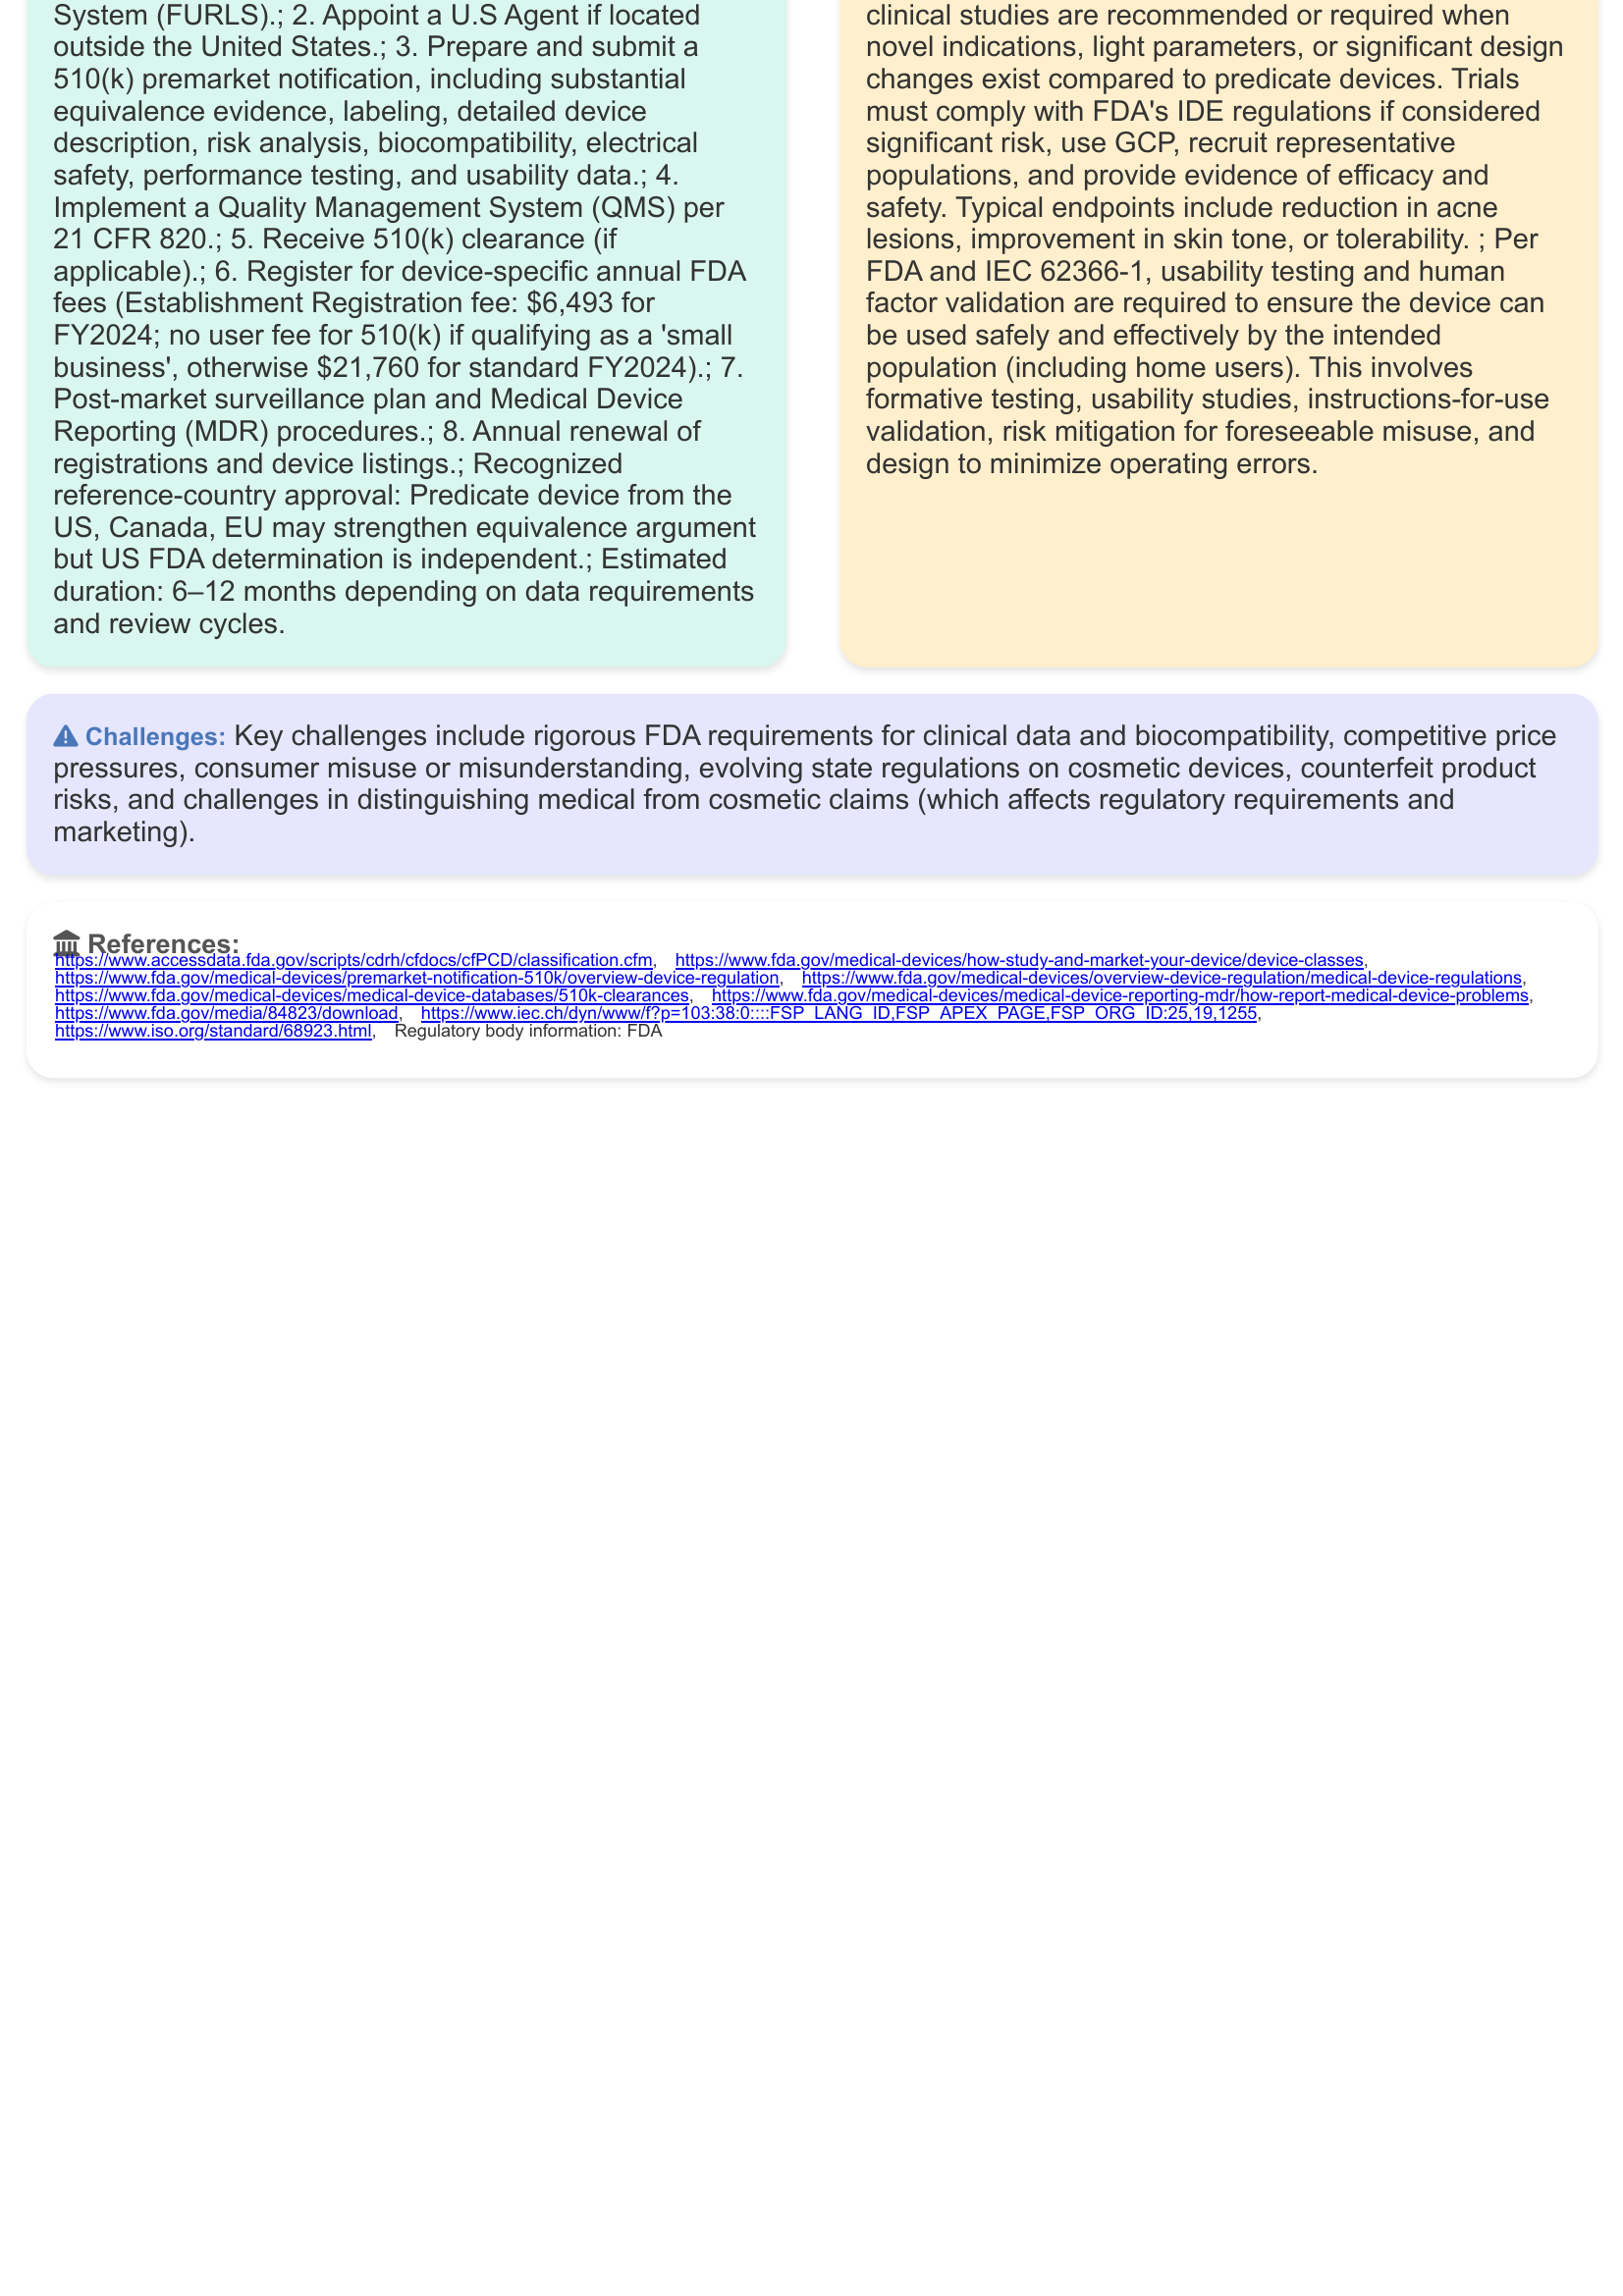 System (FURLS).; 2. Appoint a U.S Agent if located
outside the United States.; 3. Prepare and submit a
510(k) premarket notification, including substantial
equivalence evidence, labeling, detailed device
description, risk analysis, biocompatibility, electrical
safety, performance testing, and usability data.; 4.
Implement a Quality Management System (QMS) per
21 CFR 820.; 5. Receive 510(k) clearance (if
applicable).; 6. Register for device-specific annual FDA
fees (Establishment Registration fee: $6,493 for
FY2024; no user fee for 510(k) if qualifying as a 'small
business', otherwise $21,760 for standard FY2024).; 7.
Post-market surveillance plan and Medical Device
Reporting (MDR) procedures.; 8. Annual renewal of
registrations and device listings.; Recognized
reference-country approval: Predicate device from the
US, Canada, EU may strengthen equivalence argument
but US FDA determination is independent.; Estimated
duration: 6–12 months depending on data requirements
and review cycles.
clinical studies are recommended or required when
novel indications, light parameters, or significant design
changes exist compared to predicate devices. Trials
must comply with FDA's IDE regulations if considered
significant risk, use GCP, recruit representative
populations, and provide evidence of efficacy and
safety. Typical endpoints include reduction in acne
lesions, improvement in skin tone, or tolerability. ; Per
FDA and IEC 62366-1, usability testing and human
factor validation are required to ensure the device can
be used safely and effectively by the intended
population (including home users). This involves
formative testing, usability studies, instructions-for-use
validation, risk mitigation for foreseeable misuse, and
design to minimize operating errors.
Challenges: Key challenges include rigorous FDA requirements for clinical data and biocompatibility, competitive price
pressures, consumer misuse or misunderstanding, evolving state regulations on cosmetic devices, counterfeit product
risks, and challenges in distinguishing medical from cosmetic claims (which affects regulatory requirements and
marketing).
References:
https://www.accessdata.fda.gov/scripts/cdrh/cfdocs/cfPCD/classification.cfm, https://www.fda.gov/medical-devices/how-study-and-market-your-device/device-classes,
https://www.fda.gov/medical-devices/premarket-notification-510k/overview-device-regulation, https://www.fda.gov/medical-devices/overview-device-regulation/medical-device-regulations,
https://www.fda.gov/medical-devices/medical-device-databases/510k-clearances, https://www.fda.gov/medical-devices/medical-device-reporting-mdr/how-report-medical-device-problems,
https://www.fda.gov/media/84823/download, https://www.iec.ch/dyn/www/f?p=103:38:0::::FSP_LANG_ID,FSP_APEX_PAGE,FSP_ORG_ID:25,19,1255,
https://www.iso.org/standard/68923.html, Regulatory body information: FDA